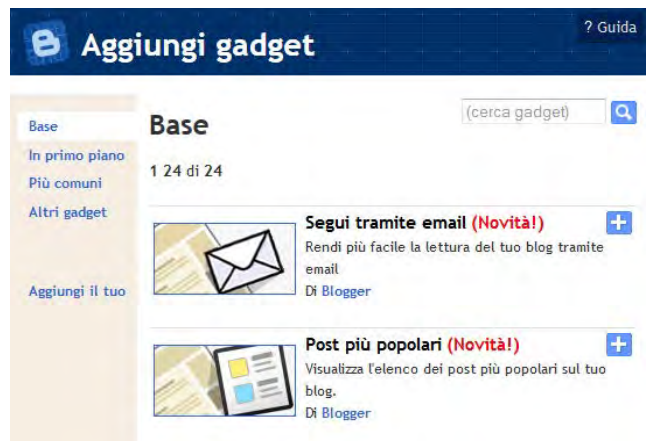 Aggiungi gadget
? Guida
Base
In primo piano
Più comuni
Altri gadget
Aggiungi il tuo
Base
(cerca gadget)
1 24 di 24
Segui tramite email (Novità!)
Rendi più facile la lettura del tuo blog tramite
email
Di Blogger
Post più popolari (Novità!)
Visualizza l'elenco dei post più popolari sul tuo
blog.
Di Blogger